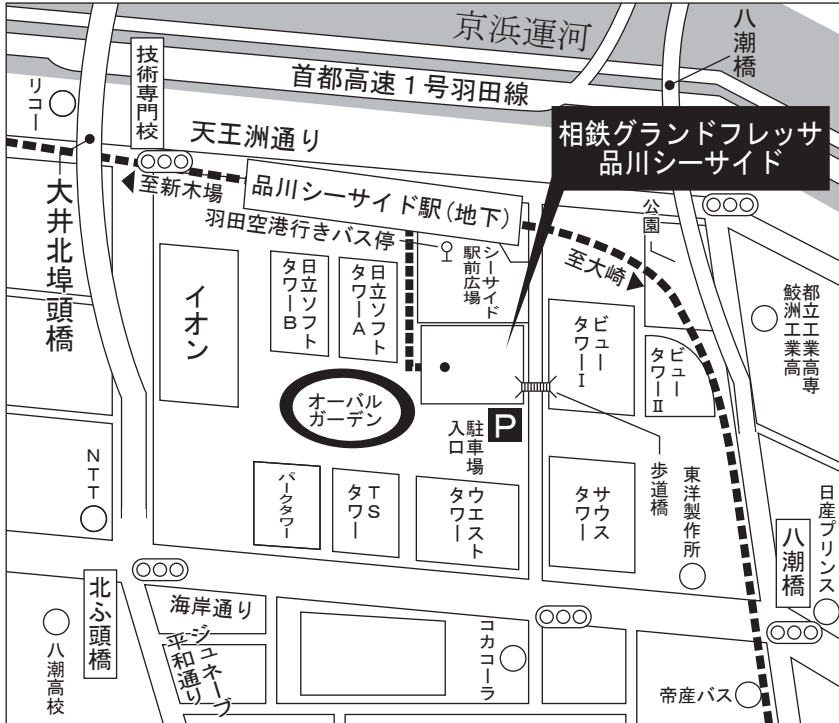 京浜運河
八潮橋
首都高速1号羽田線
技術専門校
リコー
天王洲通り
相鉄グランドフレッサ
品川シーサイド
至新木場
品川シーサイド駅(地下)
大井北埠頭橋
羽田空港行きバス停
公園
シーサイド
駅前広場
至大崎
イオン
日立ソフト
タワーB
日立ソフト
タワーA
ビュー
タワーI
ビュー
タワーII
都立工業高専
鮫洲工業高
オーバル
ガーデン
P
駐車場
入口
歩道橋
NTT
パークタワー
TS
タワー
ウエスト
タワー
サウス
タワー
東洋製作所
八潮橋
日産プリンス
北ふ頭橋
海岸通り
ジュネーブ
平和通り
八潮高校
コカコーラ
帝産バス